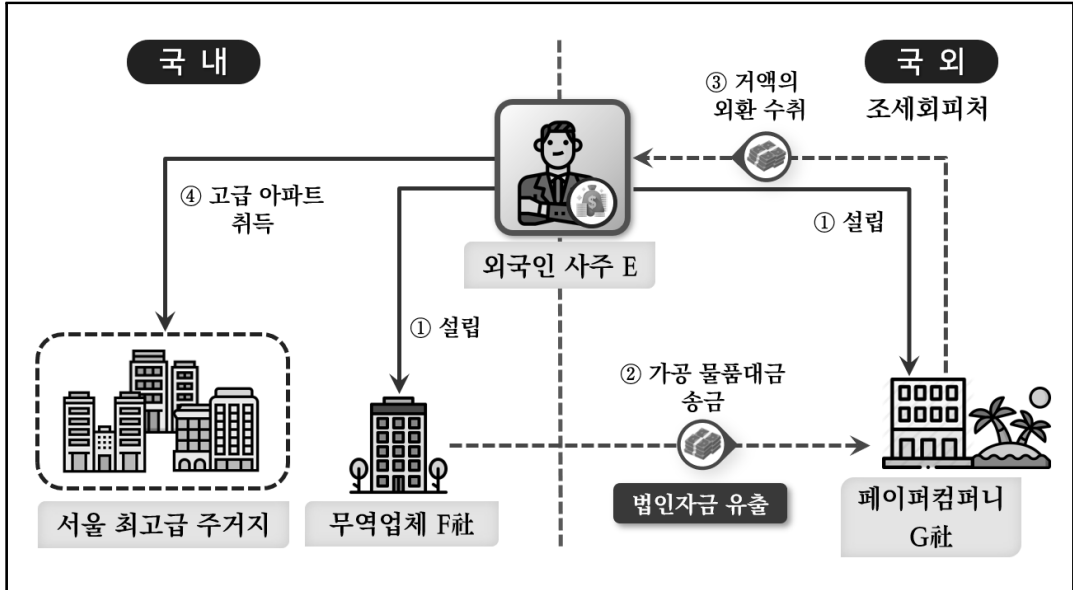 국 내
국 외
조세회피처
③ 거액의
외환 수취
④ 고급 아파트
취득
외국인 사주 E
① 설립
① 설립
② 가공 물품대금
송금
법인자금 유출
서울 최고급 주거지
무역업체 F社
페이퍼컴퍼니
G社